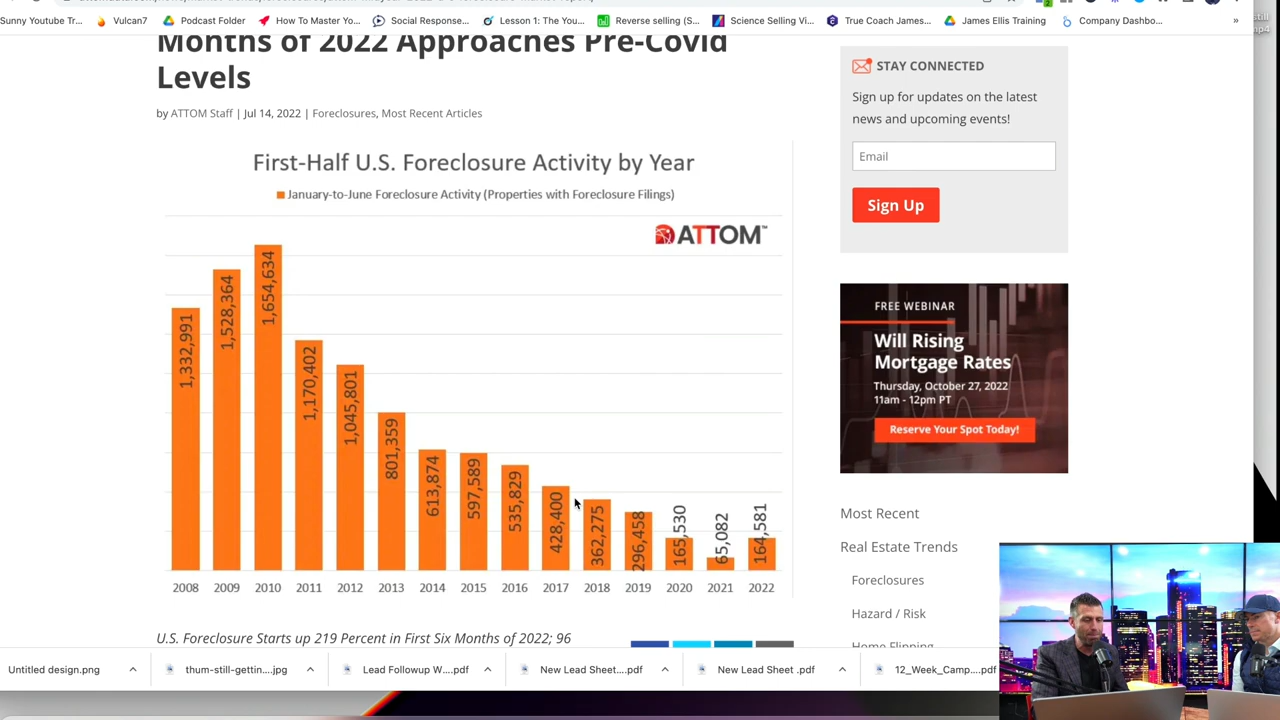 Sunny Youtube Tr...
Vulcan7
Podcast Folder
How To Master Yo...
Social Response...
Lesson 1: The You...
Reverse selling (S...
Science Selling Vi...
True Coach James...
James Ellis Training
Company Dashbo...
»
Months of 2022 Approaches Pre-Covid
Levels
by ATTOM Staff | Jul 14, 2022 | Foreclosures, Most Recent Articles
First-Half U.S. Foreclosure Activity by Year
January-to-June Foreclosure Activity (Properties with Foreclosure Filings)
ATTOM™
1,332,991
1,528,364
1,654,634
1,170,402
1,045,801
801,359
613,874
597,589
535,829
428,400
362,275
296,458
165,530
65,082
164,581
2008 2009 2010 2011 2012 2013 2014 2015 2016 2017 2018 2019 2020 2021 2022
U.S. Foreclosure Starts up 219 Percent in First Six Months of 2022; 96
STAY CONNECTED
Sign up for updates on the latest
news and upcoming events!
Email
Sign Up
FREE WEBINAR
Will Rising
Mortgage Rates
Thursday, October 27, 2022
11am - 12pm PT
Reserve Your Spot Today!
Most Recent
Real Estate Trends
Foreclosures
Hazard / Risk
Home Flipping
Untitled design.png
thum-still-gettin....jpg
Lead Followup W....pdf
New Lead Sheet....pdf
New Lead Sheet .pdf
12_Week_Camp....pdf